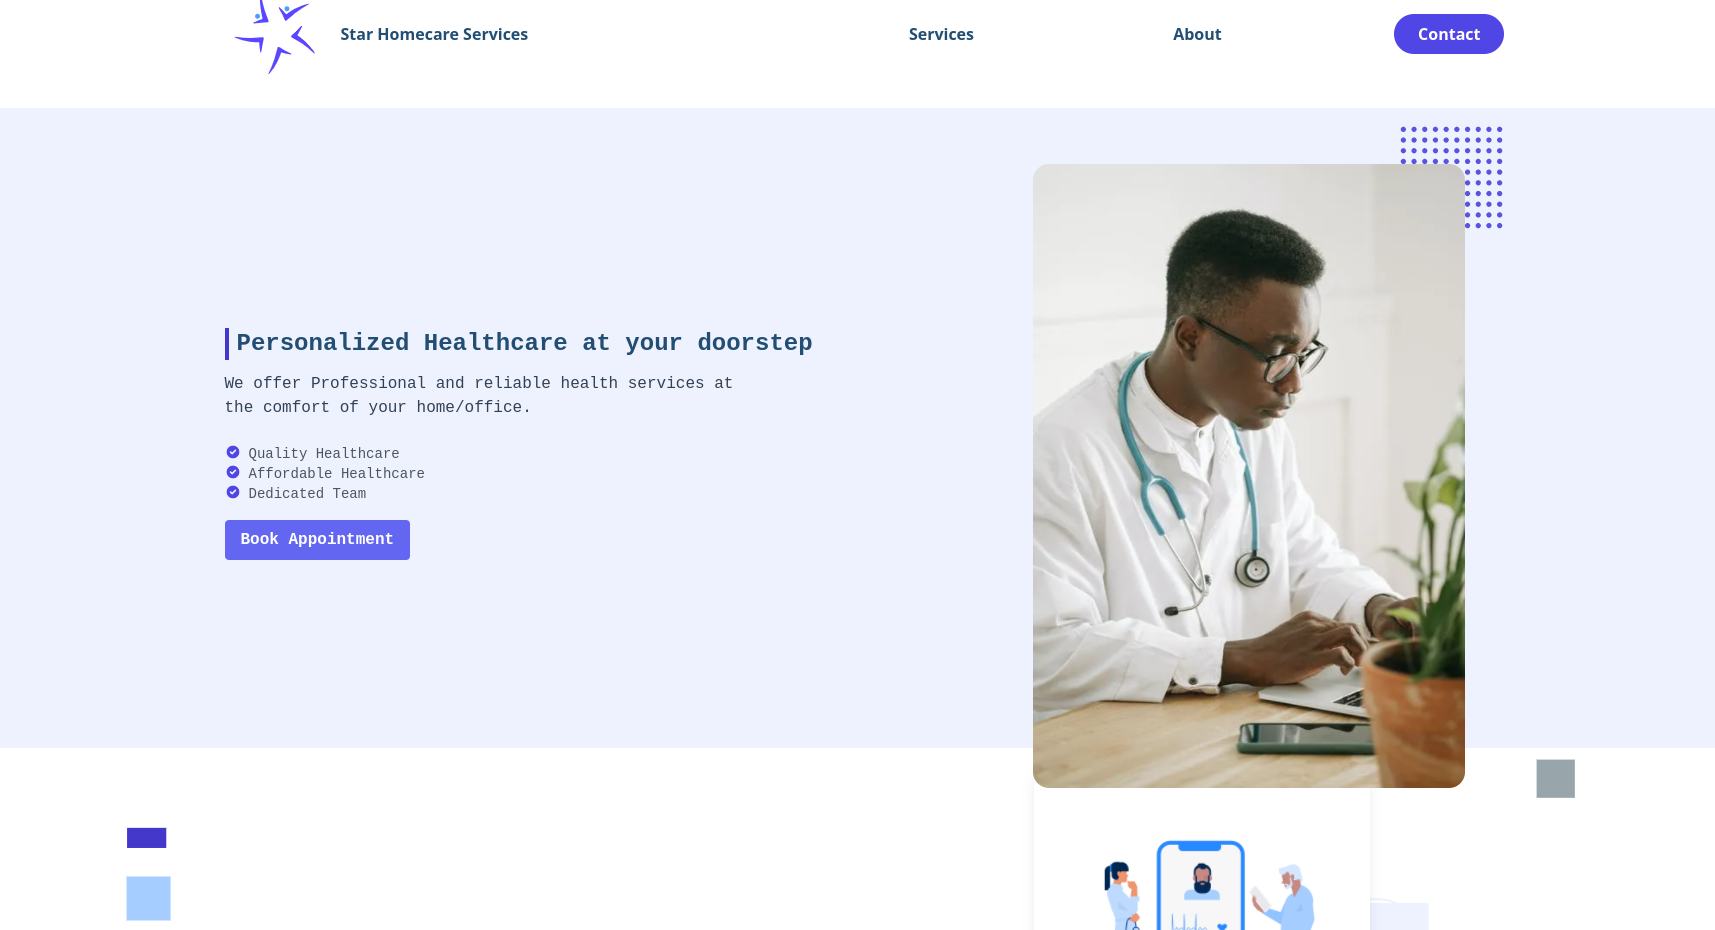 Star Homecare Services
Services
About
Contact
Personalized Healthcare at your doorstep
We offer Professional and reliable health services at
the comfort of your home/office.
Quality Healthcare
Affordable Healthcare
Dedicated Team
Book Appointment